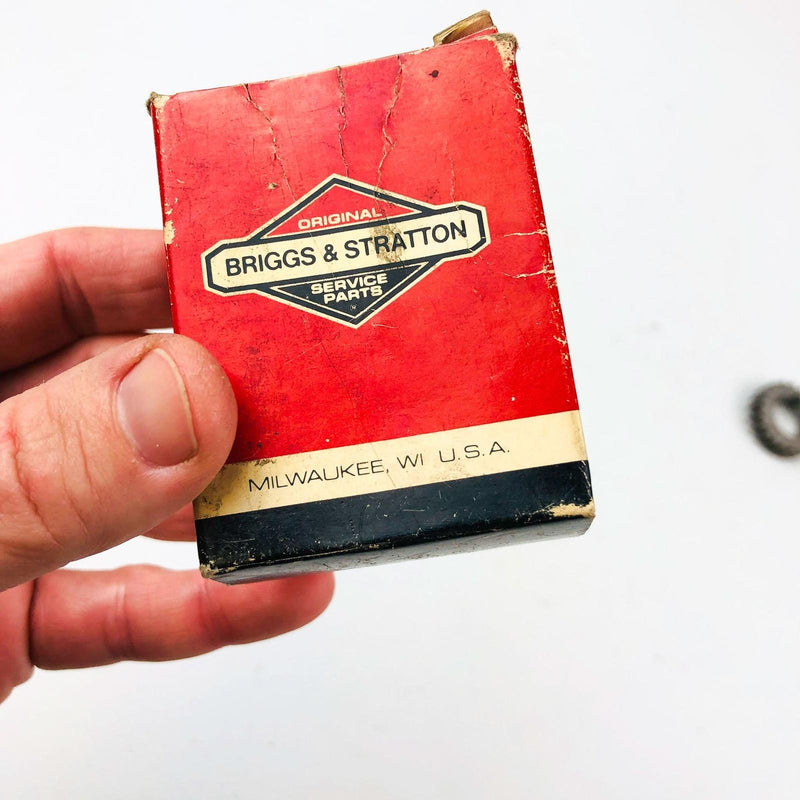 ORIGINAL
BRIGGS & STRATTON
SERVICE
PARTS
MILWAUKEE, WI U.S.A.